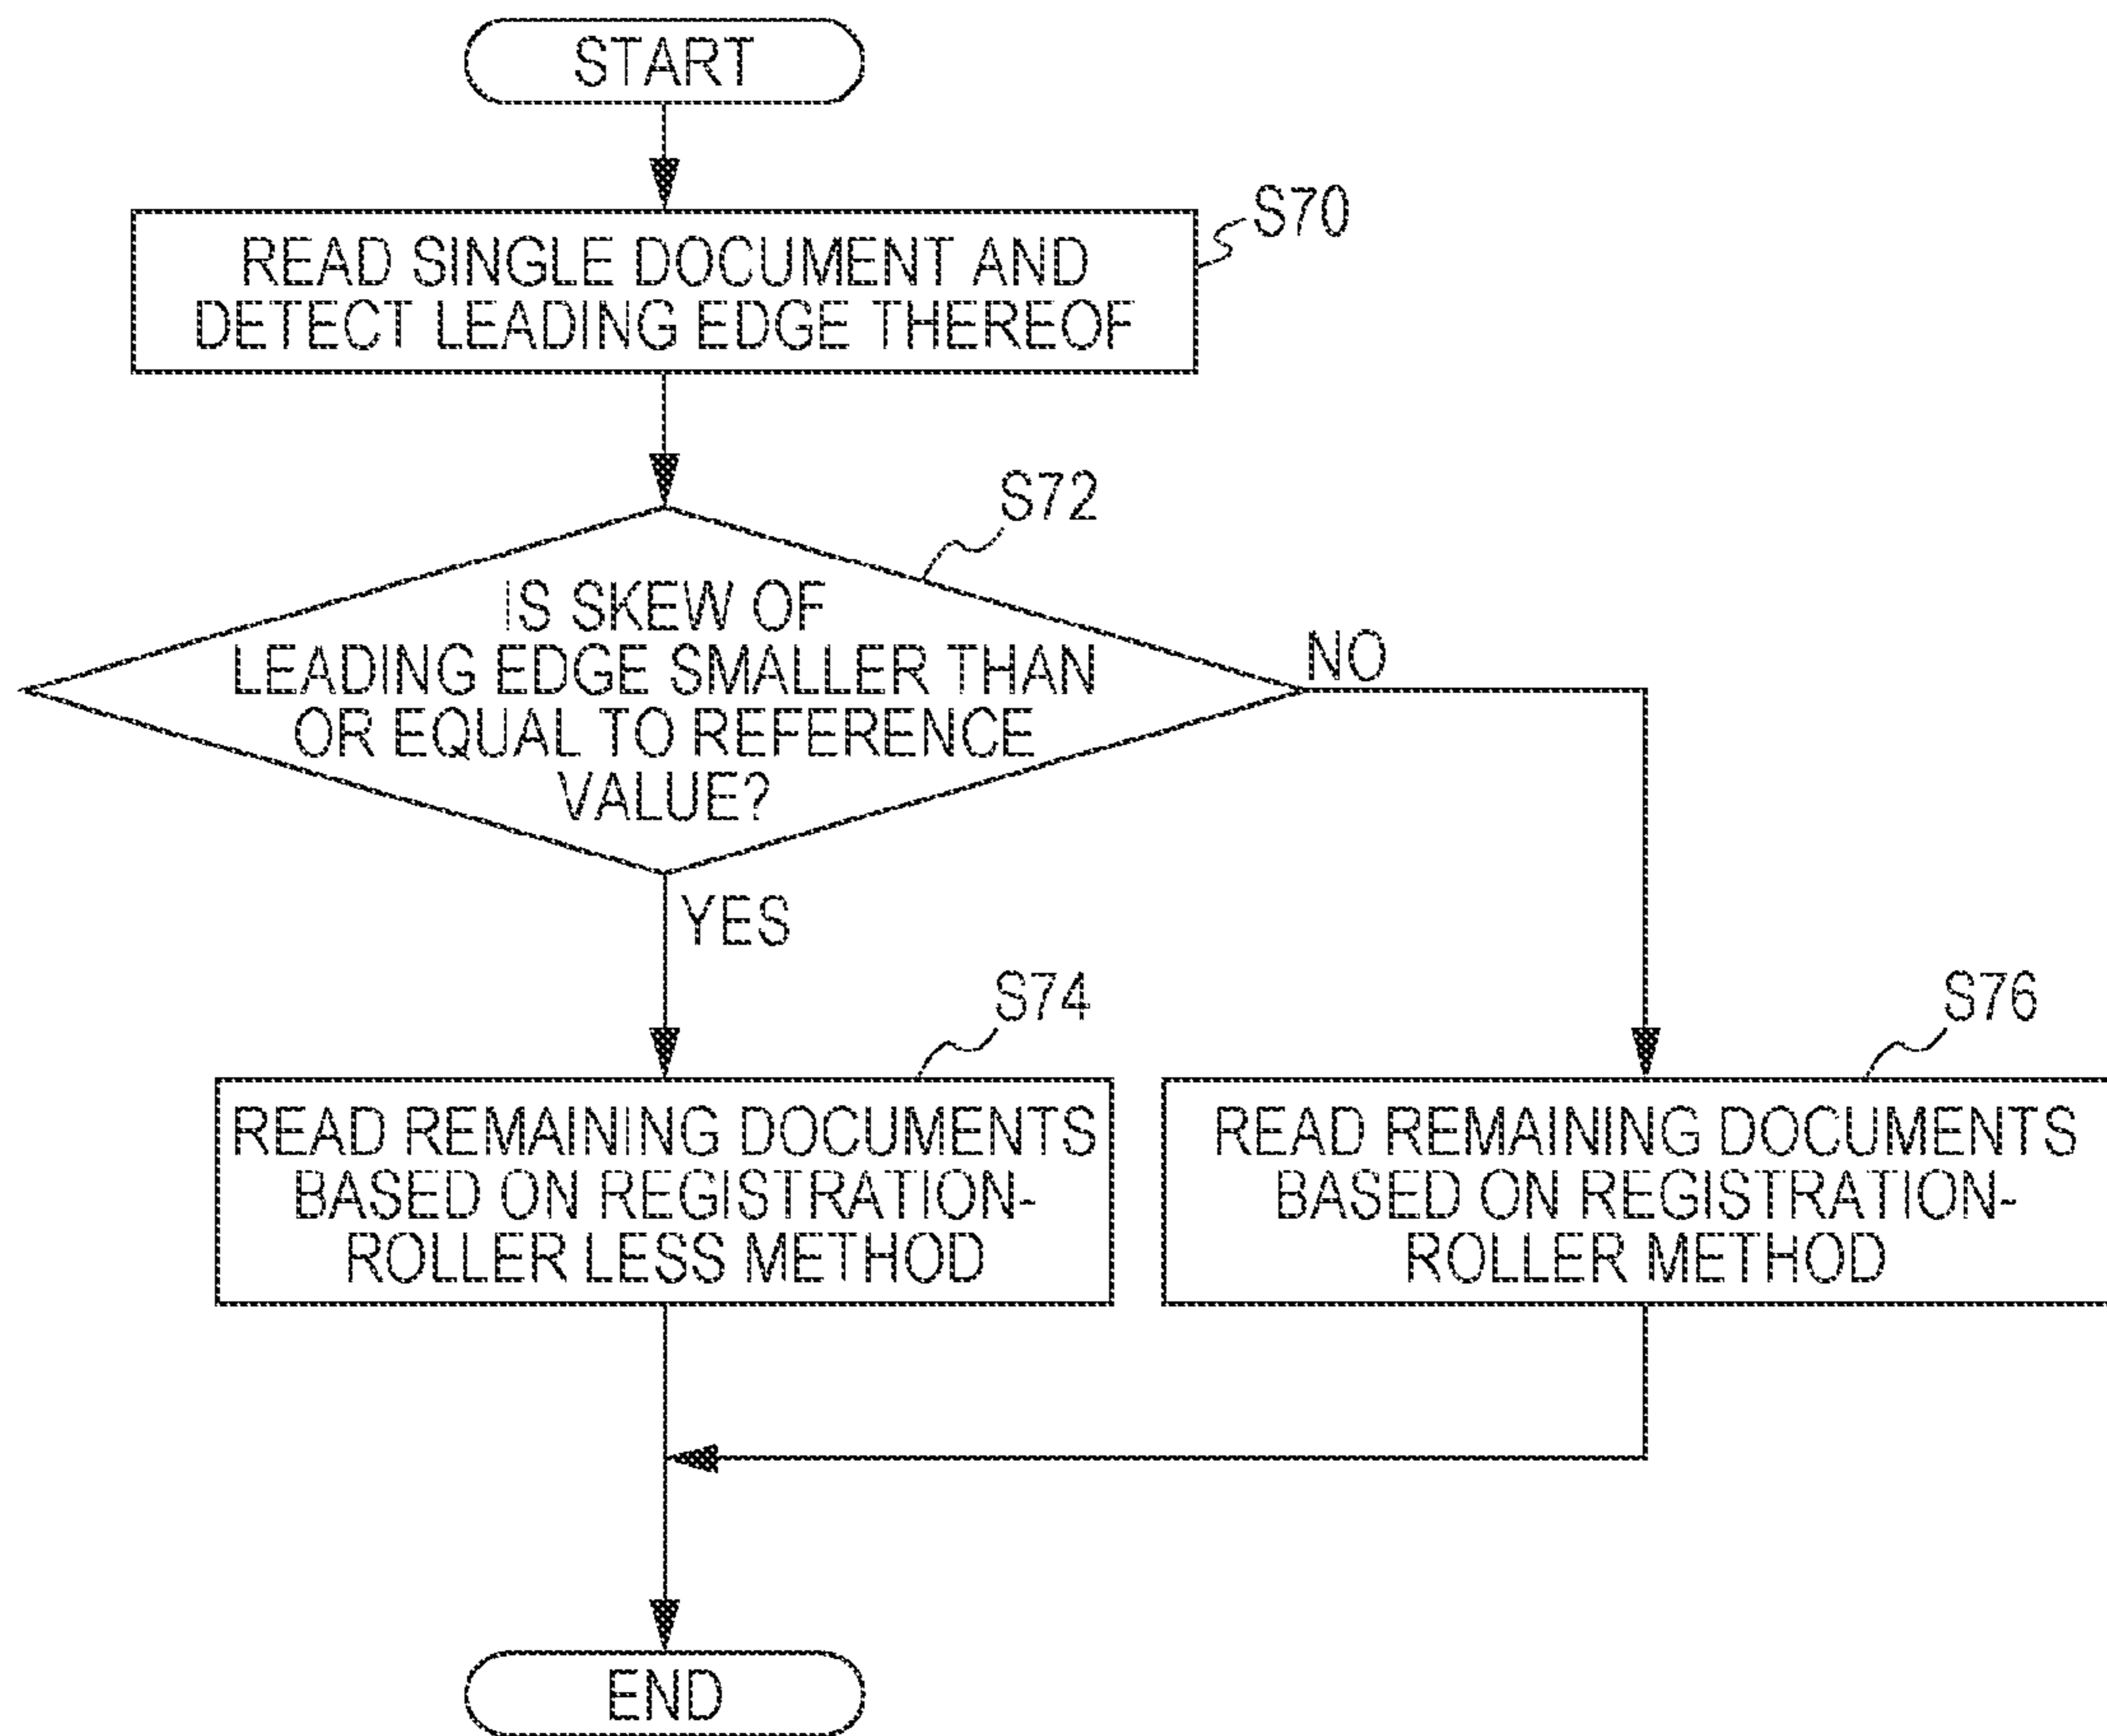 START
S70
READ SINGLE DOCUMENT AND
DETECT LEADING EDGE THEREOF
S72
IS SKEW OF
LEADING EDGE SMALLER THAN
OR EQUAL TO REFERENCE
VALUE?
NO
YES
S74
READ REMAINING DOCUMENTS
BASED ON REGISTRATION-
ROLLER LESS METHOD
S76
READ REMAINING DOCUMENTS
BASED ON REGISTRATION-
ROLLER METHOD
END